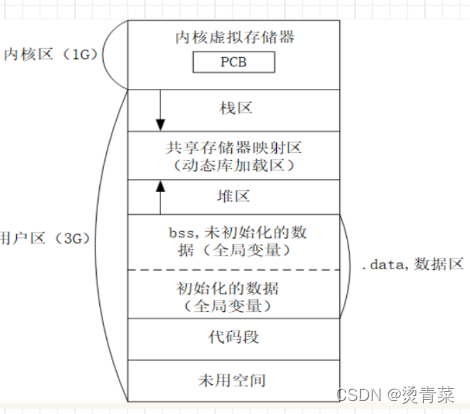 内核虚拟存储器
内核区（1G）
PCB
栈区
共享存储器映射区
（动态库加载区）
堆区
用户区（3G）
bss,未初始化的数
据（全局变量）
.data,数据区
初始化的数据
（全局变量）
代码段
未用空间
CSDN @烫青菜